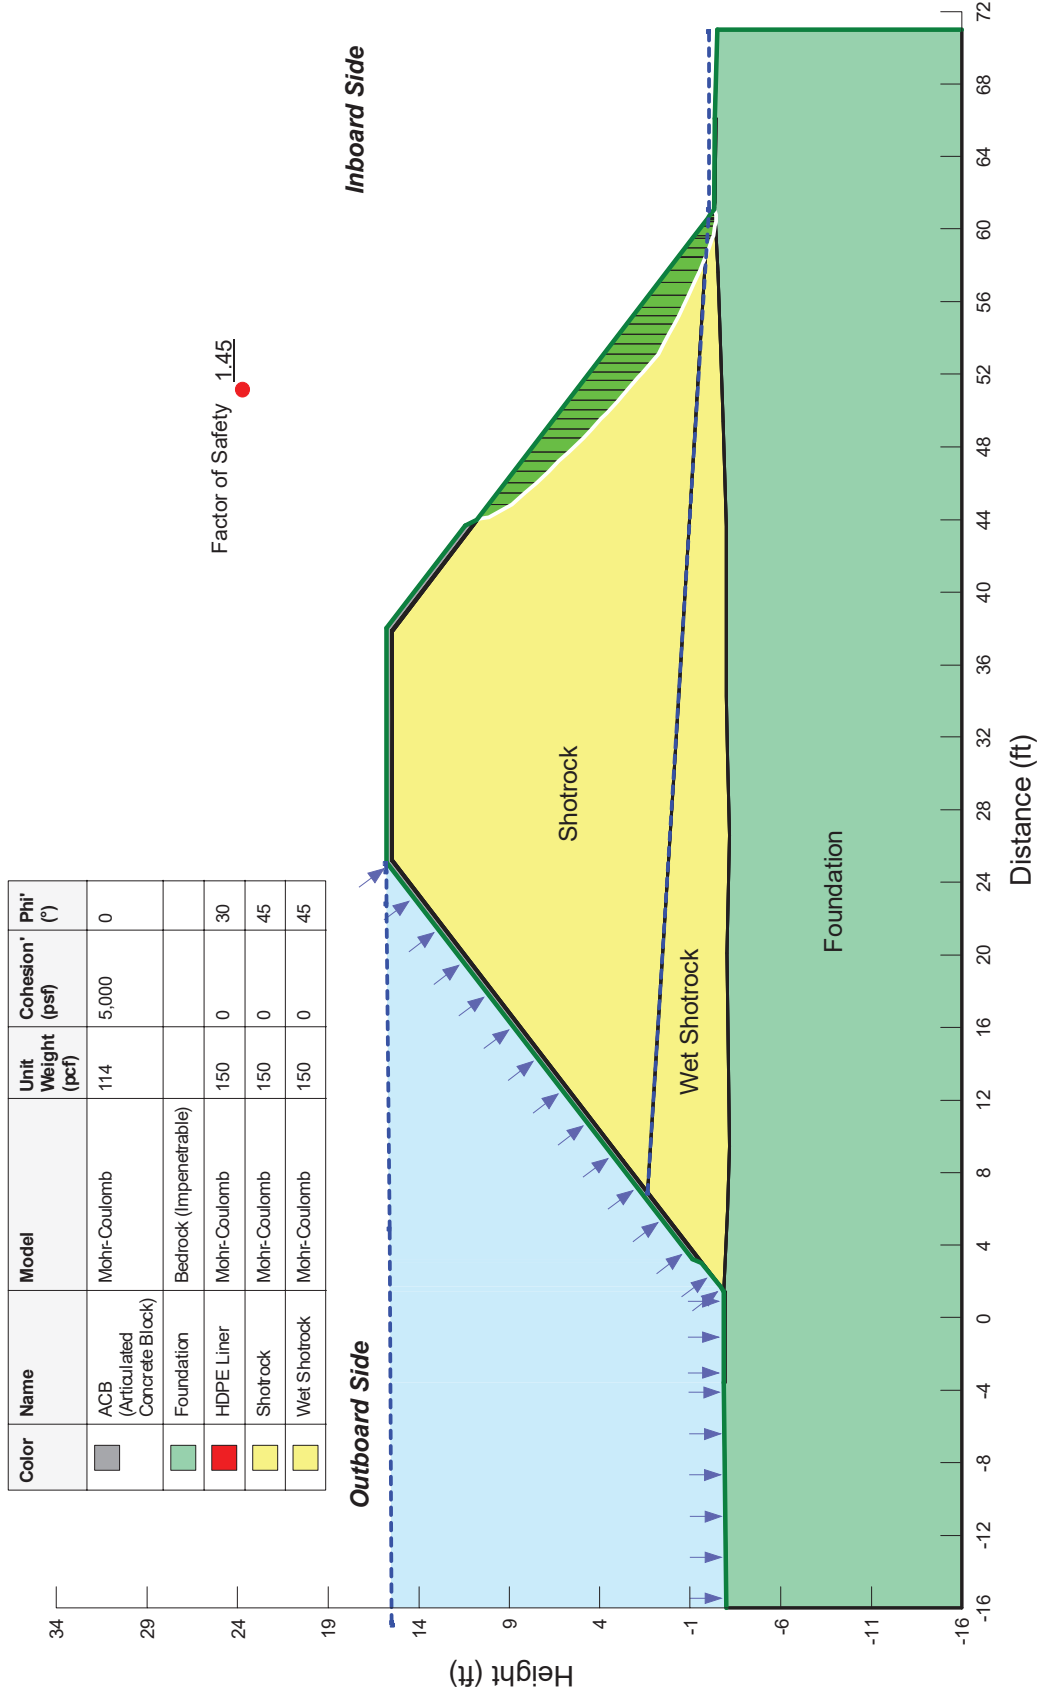 Color Name Model Unit Weight (pcf) Cohesion' (psf) Phi' (°)
ACB (Articulated Concrete Block) Mohr-Coulomb 114 5,000 0
Foundation Bedrock (Impenetrable)
HDPE Liner Mohr-Coulomb 150 0 30
Shotrock Mohr-Coulomb 150 0 45
Wet Shotrock Mohr-Coulomb 150 0 45
Factor of Safety 1.45
Outboard Side
Inboard Side
Shotrock
Wet Shotrock
Foundation
Height (ft)
34
29
24
19
14
9
4
-1
-6
-11
-16
-16 -12 -8 -4 0 4 8 12 16 20 24 28 32 36 40 44 48 52 56 60 64 68 72
Distance (ft)